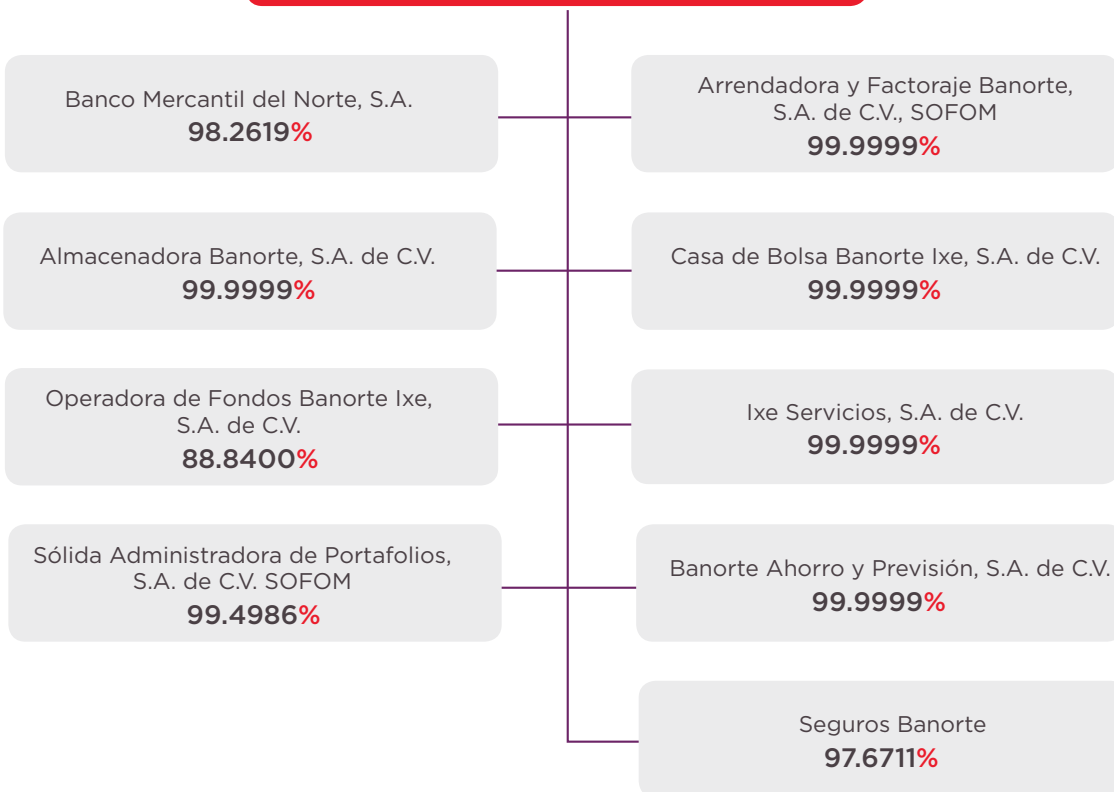 Banco Mercantil del Norte, S.A.
98.2619%
Arrendadora y Factoraje Banorte,
S.A. de C.V., SOFOM
99.9999%
Almacenadora Banorte, S.A. de C.V.
99.9999%
Casa de Bolsa Banorte Ixe, S.A. de C.V.
99.9999%
Operadora de Fondos Banorte Ixe,
S.A. de C.V.
88.8400%
Ixe Servicios, S.A. de C.V.
99.9999%
Sólida Administradora de Portafolios,
S.A. de C.V. SOFOM
99.4986%
Banorte Ahorro y Previsión, S.A. de C.V.
99.9999%
Seguros Banorte
97.6711%